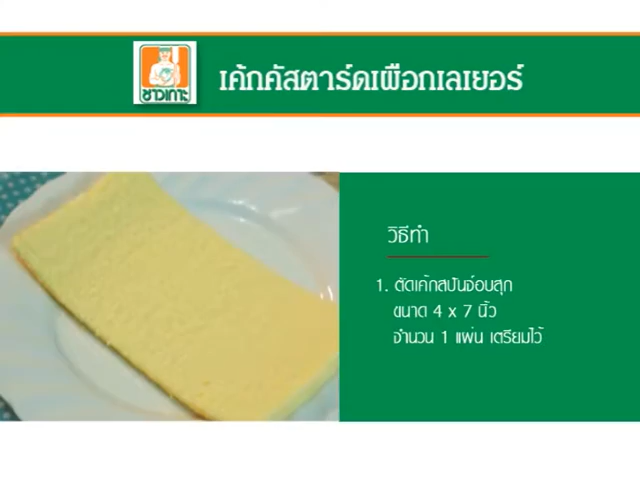 ชาวเกาะ
เค้กคัสตาร์ดเผือกเลเยอร์
วิธีทำ
1. ตัดเค้กสปันจ์อบสุก
ขนาด 4 x 7 นิ้ว
จำนวน 1 แผ่น เตรียมไว้